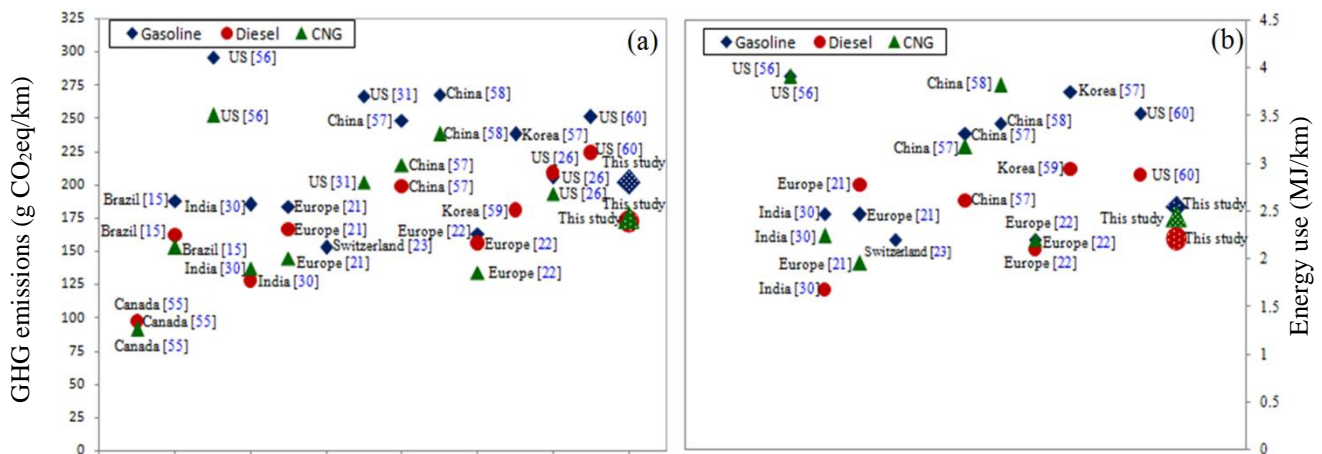 GHG emissions (g CO₂eq/km)
325
300
275
250
225
200
175
150
125
100
75
50
25
0
Gasoline Diesel CNG
(a)
US [56]
US [56]
US [31]
China [58]
China [57]
US [60]
China [58]
Korea [57]
US [60]
US [26]
This study
China [57]
US [31]
China [57]
US [26]
US [26]
Brazil [15]
India [30]
Europe [21]
Korea [59]
This study
This study
Brazil [15]
Europe [21]
Europe [22]
Switzerland [23]
Europe [22]
Brazil [15]
India [30]
Europe [21]
Europe [22]
India [30]
Canada [55]
Canada [55]
Canada [55]
Gasoline Diesel CNG
(b)
US [56]
US [56]
China [58]
Korea [57]
China [58]
US [60]
China [57]
China [57]
Korea [59]
US [60]
Europe [21]
China [57]
India [30]
Europe [21]
Europe [22]
This study
This study
India [30]
Switzerland [23]
Europe [22]
This study
Europe [21]
Europe [22]
India [30]
4.5
4
3.5
3
2.5
2
1.5
1
0.5
0
Energy use (MJ/km)